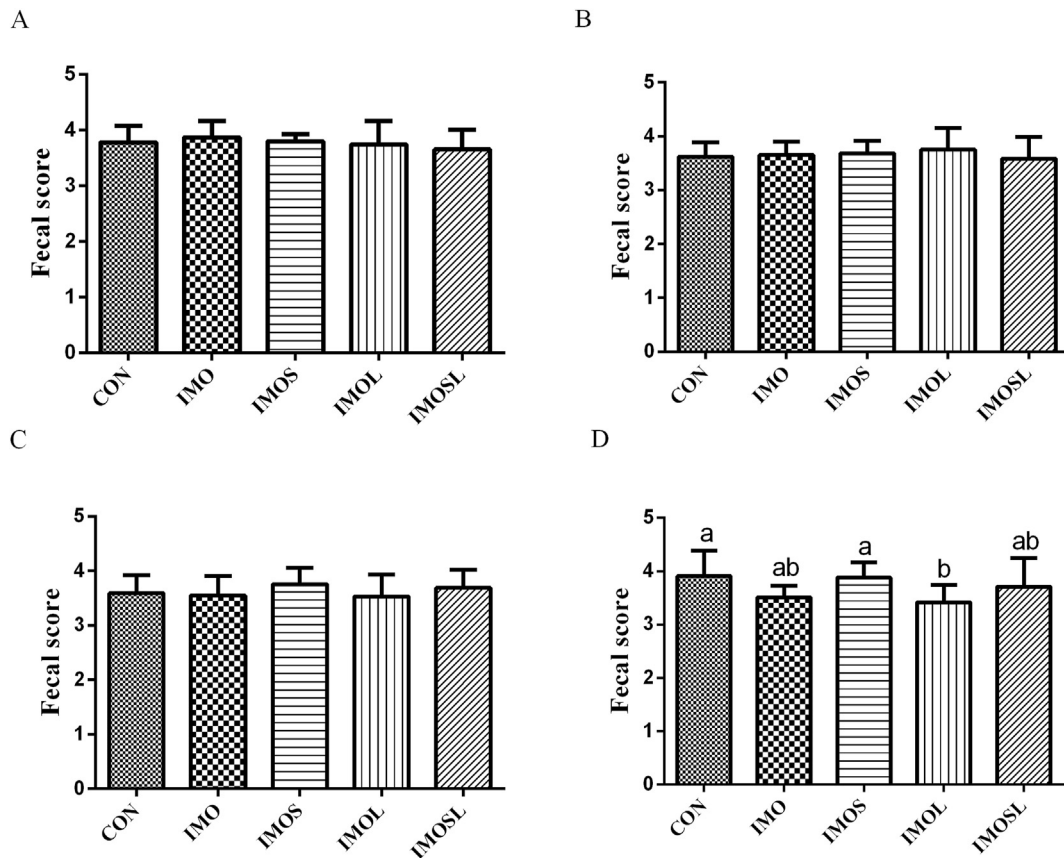 A
Fecal score
5
4
3
2
1
0
CON
IMO
IMOS
IMOL
IMOSL
B
Fecal score
5
4
3
2
1
0
CON
IMO
IMOS
IMOL
IMOSL
C
Fecal score
5
4
3
2
1
0
CON
IMO
IMOS
IMOL
IMOSL
D
Fecal score
5
4
3
2
1
0
a
ab
a
b
ab
CON
IMO
IMOS
IMOL
IMOSL